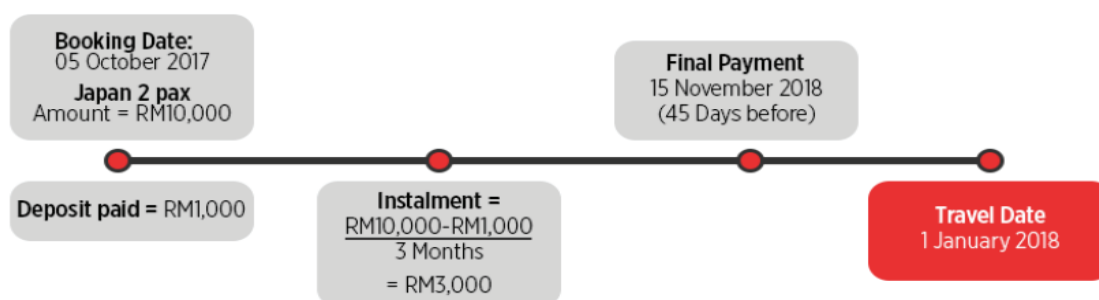 Booking Date:
05 October 2017
Japan 2 pax
Amount = RM10,000
Deposit paid = RM1,000
Instalment =
RM10,000-RM1,000
3 Months
= RM3,000
Final Payment
15 November 2018
(45 Days before)
Travel Date
1 January 2018